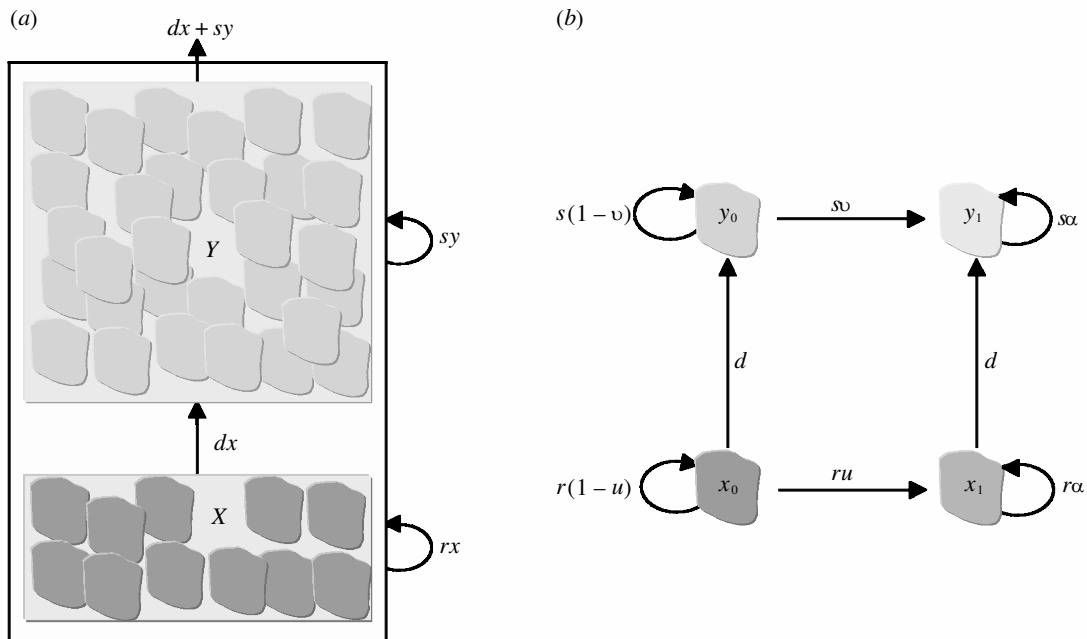 (a)
dx + sy
Y
sy
dx
X
rx
(b)
s(1 – υ)
y₀
sυ
y₁
sα
d
d
r(1 – u)
x₀
ru
x₁
rα